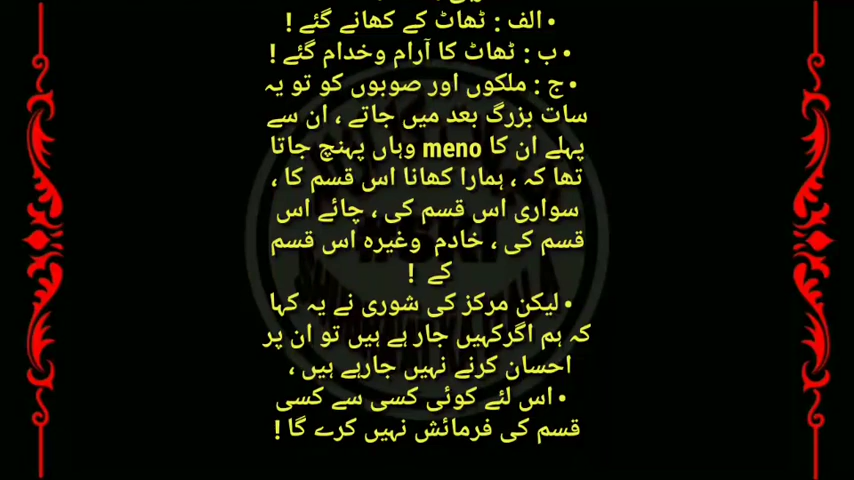 • الف : ٹھاٹ کے کھانے گئے !
• ب : ٹھاٹ کا آرام وخدام گئے !
• ج : ملکوں اور صوبوں کو تو یہ
سات بزرگ بعد میں جاتے ، ان سے
پہلے ان کا meno وہاں پہنچ جاتا
تھا کہ ، ہمارا کھانا اس قسم کا ،
سواری اس قسم کی ، چائے اس
قسم کی ، خادم وغیرہ اس قسم
کے !
• لیکن مرکز کی شوری نے یہ کہا
کہ ہم اگرکہیں جار ہے ہیں تو ان پر
احسان کرنے نہیں جارہے ہیں ،
• اس لئے کوئی کسی سے کسی
قسم کی فرمائش نہیں کرے گا !